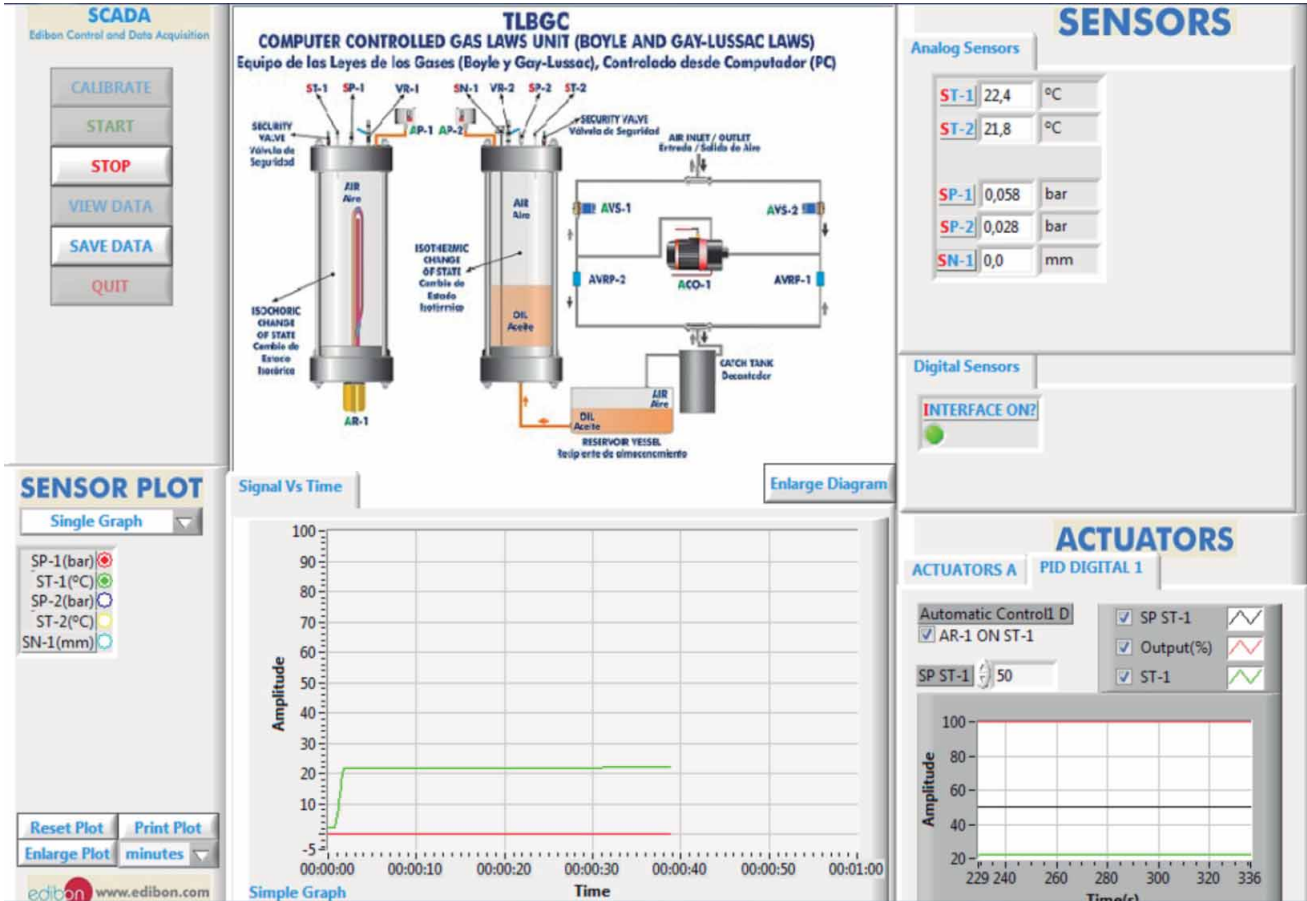 SCADA
Edibon Control and Data Acquisition
CALIBRATE
START
STOP
VIEW DATA
SAVE DATA
QUIT
TLBGC
COMPUTER CONTROLLED GAS LAWS UNIT (BOYLE AND GAY-LUSSAC LAWS)
Equipo de las Leyes de los Gases (Boyle y Gay-Lussac), Controlado desde Computador (PC)
ST-1 SP-1 VR-1 SN-1 VR-2 SP-2 ST-2
AP-1 AP-2
SECURITY
VALVE
Válvula de
Seguridad
SECURITY VALVE
Válvula de Seguridad
AIR INLET / OUTLET
Entrada / Salida de Aire
AIR
Aire
AIR
Aire
AVS-1
AVS-2
ISOTHERMIC
CHANGE
OF STATE
Cambio de
Estado
Isotérmico
AVRP-2
ACO-1
AVRP-1
ISOCHORIC
CHANGE
OF STATE
Cambio de
Estado
Isocórico
OIL
Aceite
CATCH TANK
Decantador
AIR
Aire
OIL
Aceite
AR-1
RESERVOIR VESSEL
Recipiente de almacenamiento
Enlarge Diagram
SENSORS
Analog Sensors
ST-1 22,4 ºC
ST-2 21,8 ºC
SP-1 0,058 bar
SP-2 0,028 bar
SN-1 0,0 mm
Digital Sensors
INTERFACE ON?
SENSOR PLOT
Single Graph
SP-1(bar)
ST-1(ºC)
SP-2(bar)
ST-2(ºC)
SN-1(mm)
Reset Plot Print Plot
Enlarge Plot minutes
edibon www.edibon.com
Signal Vs Time
Amplitude
100
90
80
70
60
50
40
30
20
10
-5
00:00:00 00:00:10 00:00:20 00:00:30 00:00:40 00:00:50 00:01:00
Simple Graph
Time
ACTUATORS
ACTUATORS A PID DIGITAL 1
Automatic Control1 D
AR-1 ON ST-1
SP ST-1 50
SP ST-1
Output(%)
ST-1
Amplitude
100
80
60
40
20
229 240 260 280 300 320 336
Time(s)